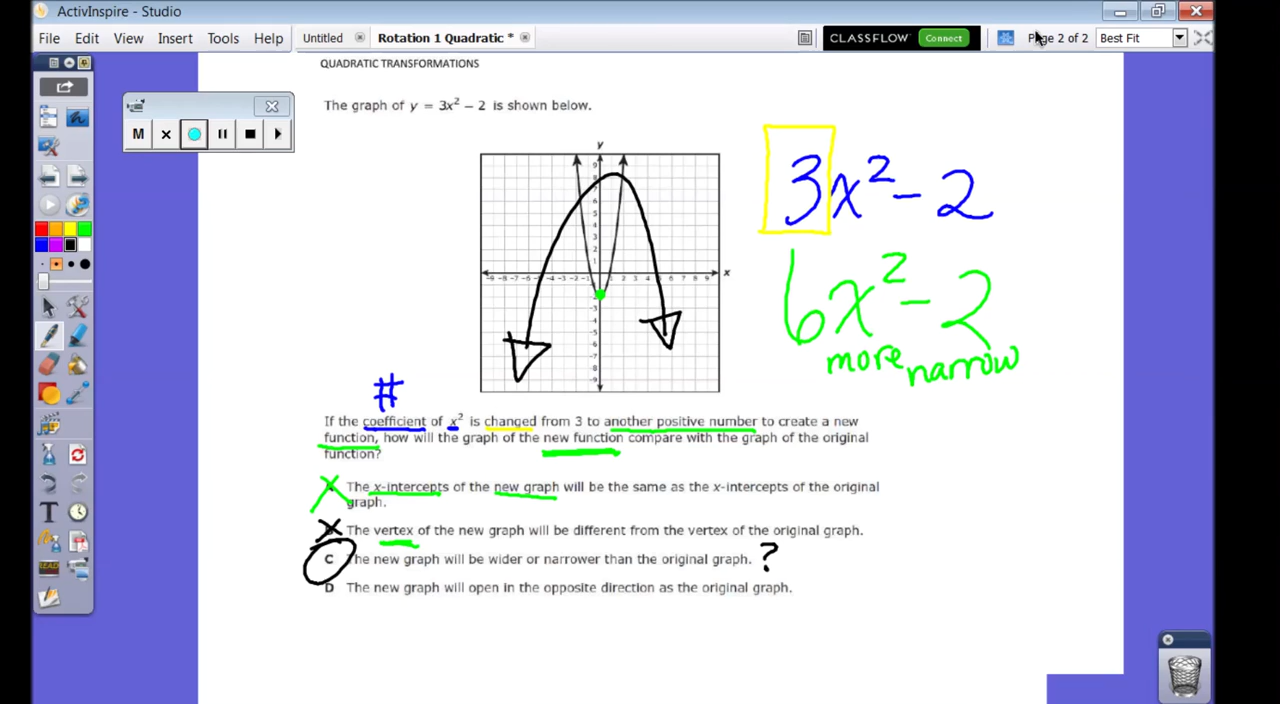 ActivInspire - Studio
File Edit View Insert Tools Help
Untitled
Rotation 1 Quadratic *
CLASSFLOW Connect
Page 2 of 2
Best Fit
QUADRATIC TRANSFORMATIONS
The graph of y = 3x² − 2 is shown below.
M
y
x
3x² − 2
6x² − 2
more narrow
#
If the coefficient of x² is changed from 3 to another positive number to create a new
function, how will the graph of the new function compare with the graph of the original
function?
The x-intercepts of the new graph will be the same as the x-intercepts of the original
graph.
The vertex of the new graph will be different from the vertex of the original graph.
C The new graph will be wider or narrower than the original graph. ?
D The new graph will open in the opposite direction as the original graph.